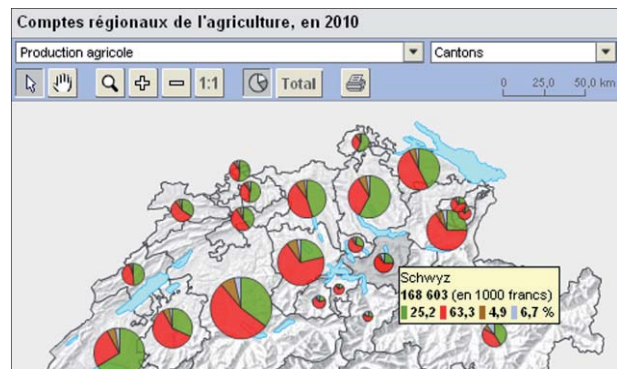 Comptes régionaux de l'agriculture, en 2010
Production agricole
Cantons
1:1
Total
0 25,0 50,0 km
Schwyz
168 603 (en 1000 francs)
25,2 63,3 4,9 6,7 %